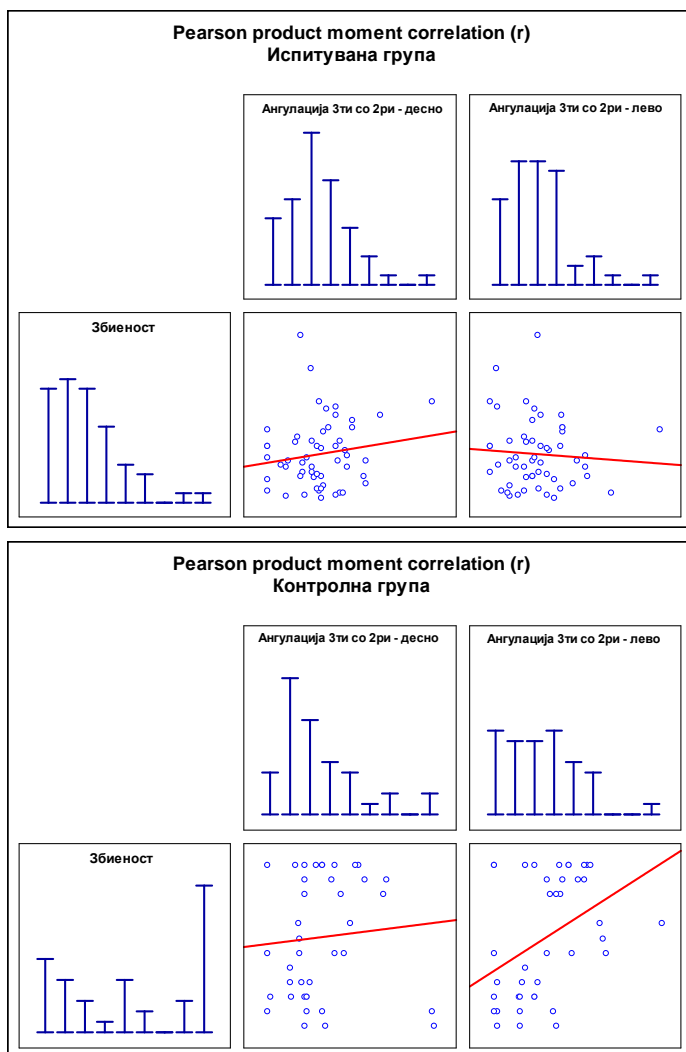 Pearson product moment correlation (r)
Испитувана група
Ангулација 3ти со 2ри - десно
Ангулација 3ти со 2ри - лево
Збиеност
Pearson product moment correlation (r)
Контролна група
Ангулација 3ти со 2ри - десно
Ангулација 3ти со 2ри - лево
Збиеност